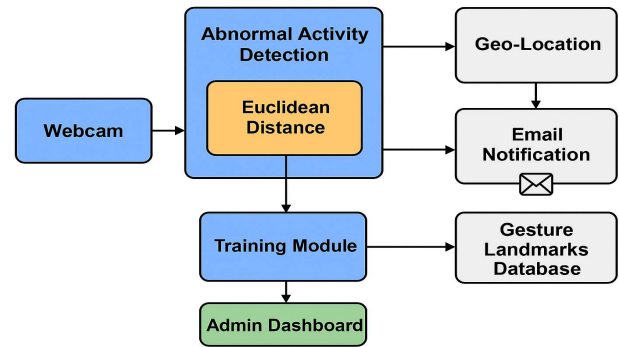 Abnormal Activity
Detection
Euclidean
Distance
Webcam
Geo-Location
Email
Notification
Training Module
Gesture
Landmarks
Database
Admin Dashboard